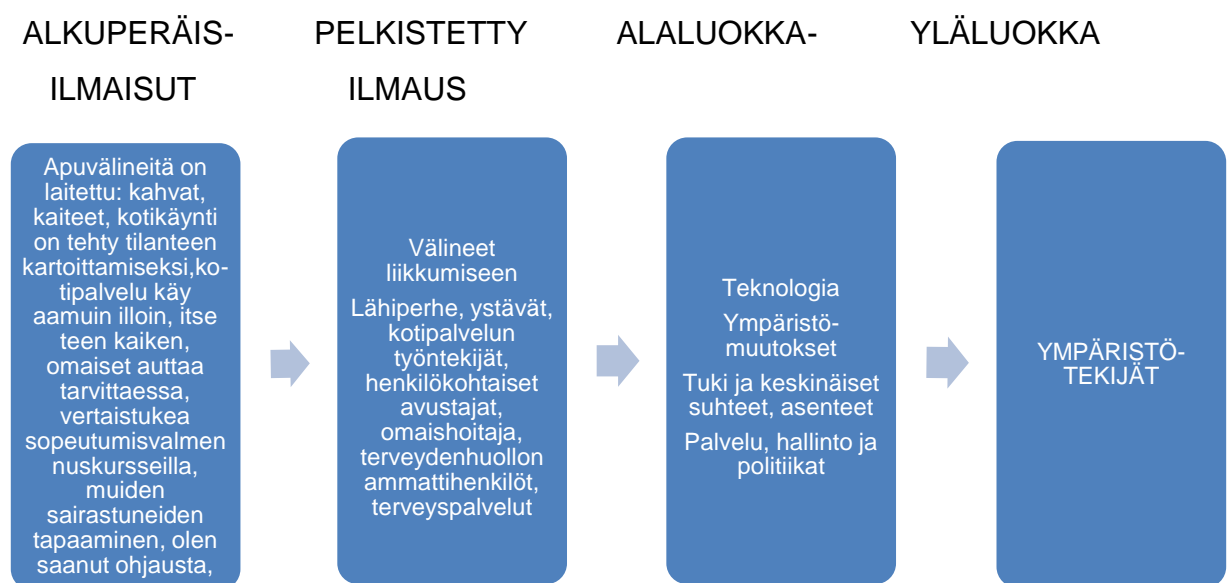 ALKUPERÄIS-
ILMAISUT
PELKISTETTY
ILMAUS
ALALUOKKA-
YLÄLUOKKA
Apuvälineitä on
laitettu: kahvat,
kaiteet, kotikäynti
on tehty tilanteen
kartoittamiseksi,ko-
tipalvelu käy
aamuin illoin, itse
teen kaiken,
omaiset auttaa
tarvittaessa,
vertaistukea
sopeutumisvalmen
nuskursseilla,
muiden
sairastuneiden
tapaaminen, olen
saanut ohjausta,
Välineet
liikkumiseen
Lähiperhe, ystävät,
kotipalvelun
työntekijät,
henkilökohtaiset
avustajat,
omaishoitaja,
terveydenhuollon
ammattihenkilöt,
terveyspalvelut
Teknologia
Ympäristö-
muutokset
Tuki ja keskinäiset
suhteet, asenteet
Palvelu, hallinto ja
politiikat
YMPÄRISTÖ-
TEKIJÄT